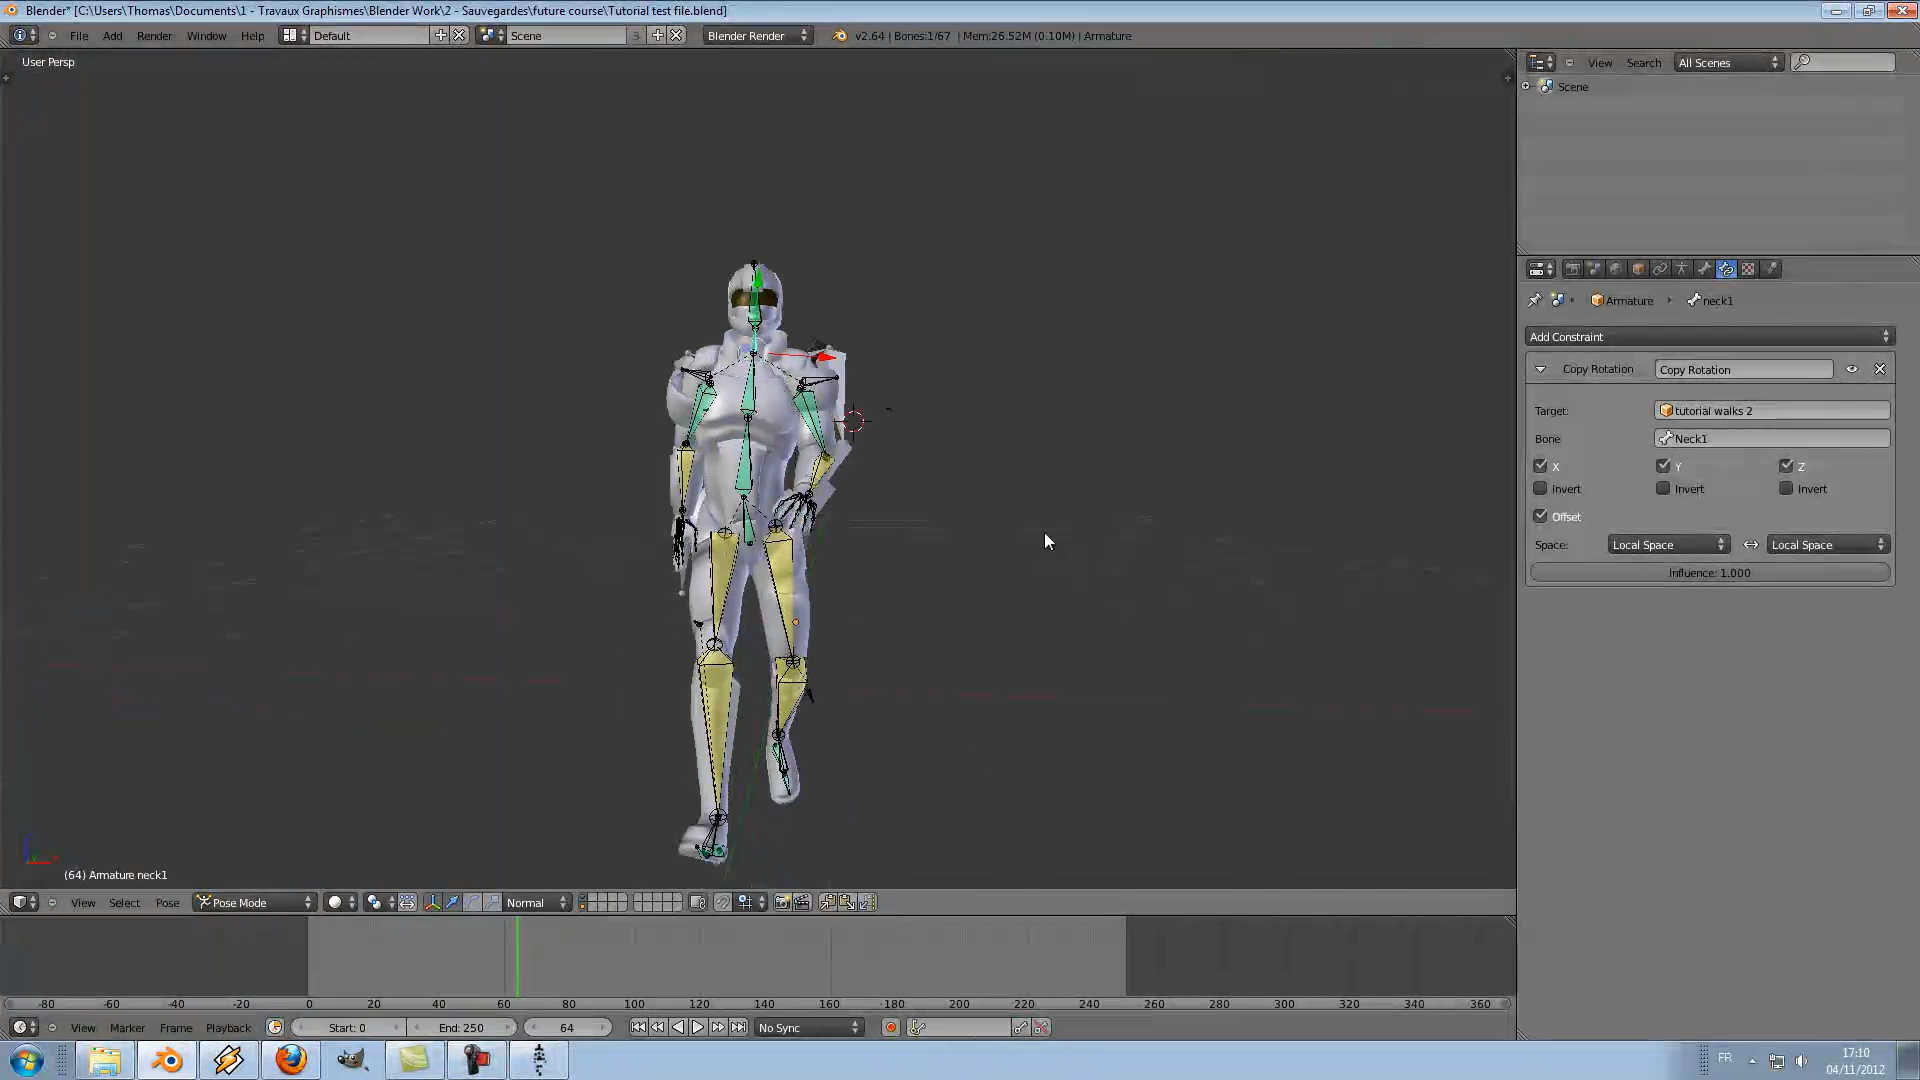 Blender* [C:\Users\Thomas\Documents\1 - Travaux Graphismes\Blender Work\2 - Sauvegardes\future course\Tutorial test file.blend]
File Add Render Window Help Default Scene 3 Blender Render v2.64 | Bones:1/67 | Mem:26.52M (0.10M) | Armature
View Search All Scenes
User Persp
Scene
Armature neck1
Add Constraint
Copy Rotation Copy Rotation
Target: tutorial walks 2
Bone: Neck1
X Y Z
Invert Invert Invert
Offset
Space: Local Space Local Space
Influence: 1.000
(64) Armature neck1
View Select Pose Pose Mode Normal
-80 -60 -40 -20 0 20 40 60 80 100 120 140 160 180 200 220 240 260 280 300 320 340 360
View Marker Frame Playback Start: 0 End: 250 64 No Sync
FR 17:10
04/11/2012